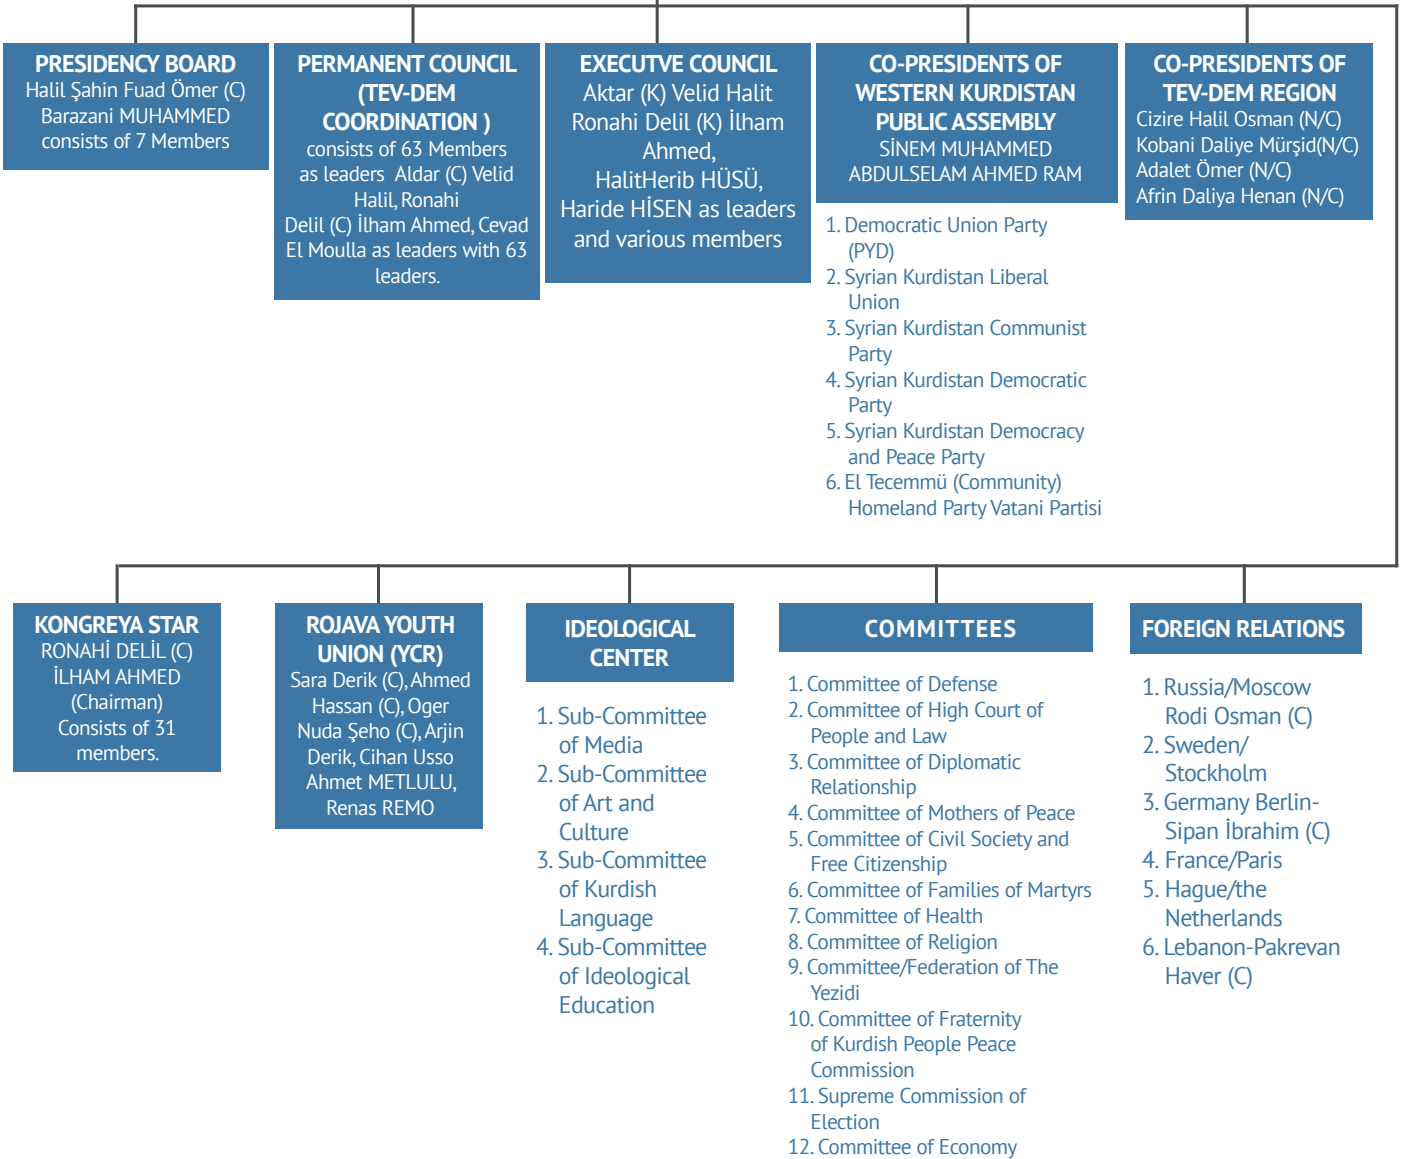 PRESIDENCY BOARD
Halil Şahin Fuad Ömer (C)
Barazani MUHAMMED
consists of 7 Members
PERMANENT COUNCIL
(TEV-DEM
COORDINATION )
consists of 63 Members
as leaders Aldar (C) Velid
Halil, Ronahi
Delil (C) İlham Ahmed, Cevad
El Moulla as leaders with 63
leaders.
EXECUTVE COUNCIL
Aktar (K) Velid Halit
Ronahi Delil (K) İlham
Ahmed,
HalitHerib HÜSÜ,
Haride HİSEN as leaders
and various members
CO-PRESIDENTS OF
WESTERN KURDISTAN
PUBLIC ASSEMBLY
SİNEM MUHAMMED
ABDULSELAM AHMED RAM
1. Democratic Union Party
(PYD)
2. Syrian Kurdistan Liberal
Union
3. Syrian Kurdistan Communist
Party
4. Syrian Kurdistan Democratic
Party
5. Syrian Kurdistan Democracy
and Peace Party
6. El Tecemmü (Community)
Homeland Party Vatani Partisi
CO-PRESIDENTS OF
TEV-DEM REGION
Cizire Halil Osman (N/C)
Kobani Daliye Mürşid(N/C)
Adalet Ömer (N/C)
Afrin Daliya Henan (N/C)
KONGREYA STAR
RONAHİ DELİL (C)
İLHAM AHMED
(Chairman)
Consists of 31
members.
ROJAVA YOUTH
UNION (YCR)
Sara Derik (C), Ahmed
Hassan (C), Oger
Nuda Şeho (C), Arjin
Derik, Cihan Usso
Ahmet METLULU,
Renas REMO
IDEOLOGICAL
CENTER
1. Sub-Committee
of Media
2. Sub-Committee
of Art and
Culture
3. Sub-Committee
of Kurdish
Language
4. Sub-Committee
of Ideological
Education
COMMITTEES
1. Committee of Defense
2. Committee of High Court of
People and Law
3. Committee of Diplomatic
Relationship
4. Committee of Mothers of Peace
5. Committee of Civil Society and
Free Citizenship
6. Committee of Families of Martyrs
7. Committee of Health
8. Committee of Religion
9. Committee/Federation of The
Yezidi
10. Committee of Fraternity
of Kurdish People Peace
Commission
11. Supreme Commission of
Election
12. Committee of Economy
FOREIGN RELATIONS
1. Russia/Moscow
Rodi Osman (C)
2. Sweden/
Stockholm
3. Germany Berlin-
Sipan İbrahim (C)
4. France/Paris
5. Hague/the
Netherlands
6. Lebanon-Pakrevan
Haver (C)